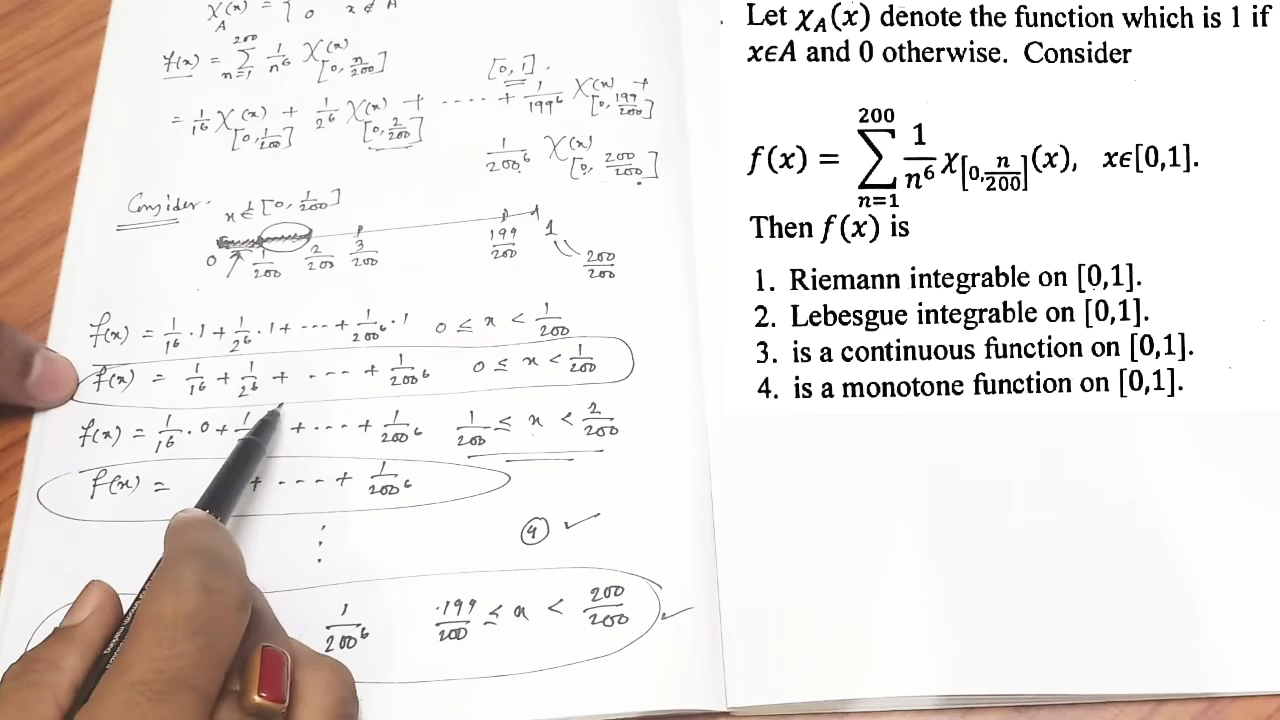 χ_A(x) = { 0 x ∉ A
f(x) = Σ_{n=1}^{200} 1/n⁶ χ_{[0, n/200]}(x)
[0, 1].
= 1/1⁶ χ_{[0, 1/200]}(x) + 1/2⁶ χ_{[0, 2/200]}(x) + ---- + 1/199⁶ χ_{[0, 199/200]}(x) +
1/200⁶ χ_{[0, 200/200]}(x)
Consider.
[0, 1/200]
0 1/200 2/200 3/200 199/200 1
200/200
f(x) = 1/1⁶ · 1 + 1/2⁶ · 1 + --- + 1/200⁶ · 1 0 ≤ x < 1/200
f(x) = 1/1⁶ + 1/2⁶ + --- + 1/200⁶ 0 ≤ x < 1/200
f(x) = 1/1⁶ · 0 + + --- + 1/200⁶ 1/200 ≤ x < 2/200
f(x) = + --- + 1/200⁶
④ ✓
1/200⁶ 199/200 ≤ x < 200/200 ✓
Let χ_A(x) denote the function which is 1 if
xϵA and 0 otherwise. Consider
f(x) = Σ_{n=1}^{200} 1/n⁶ χ_{[0, n/200]}(x), xϵ[0,1].
Then f(x) is
1. Riemann integrable on [0,1].
2. Lebesgue integrable on [0,1].
3. is a continuous function on [0,1].
4. is a monotone function on [0,1].